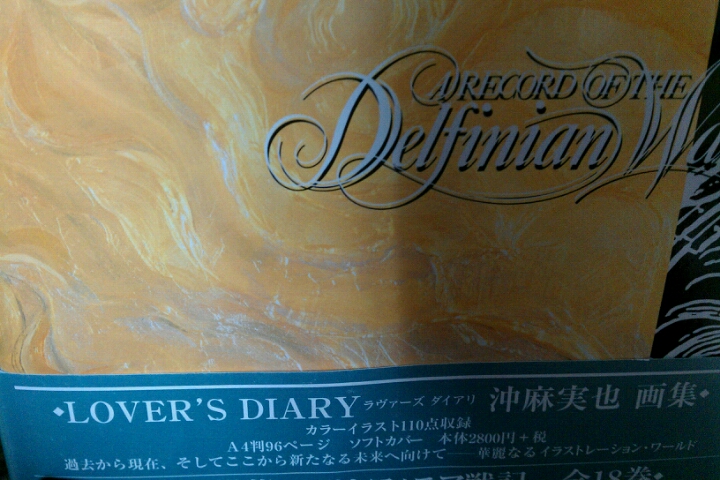 A RECORD OF THE
Delfinian Wa
◆LOVER'S DIARY ラヴァーズ ダイアリ 沖麻実也 画集◆
カラーイラスト110点収録
A4判96ページ ソフトカバー 本体2800円+税
過去から現在、そしてここから新たなる未来へ向けて――華麗なるイラストレーション・ワールド
戦記 全18巻◆